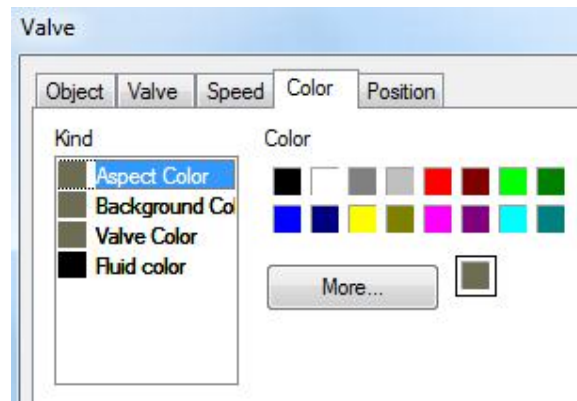 Valve
Object Valve Speed Color Position
Kind Color
Aspect Color
Background Col
Valve Color
Fluid color
More...